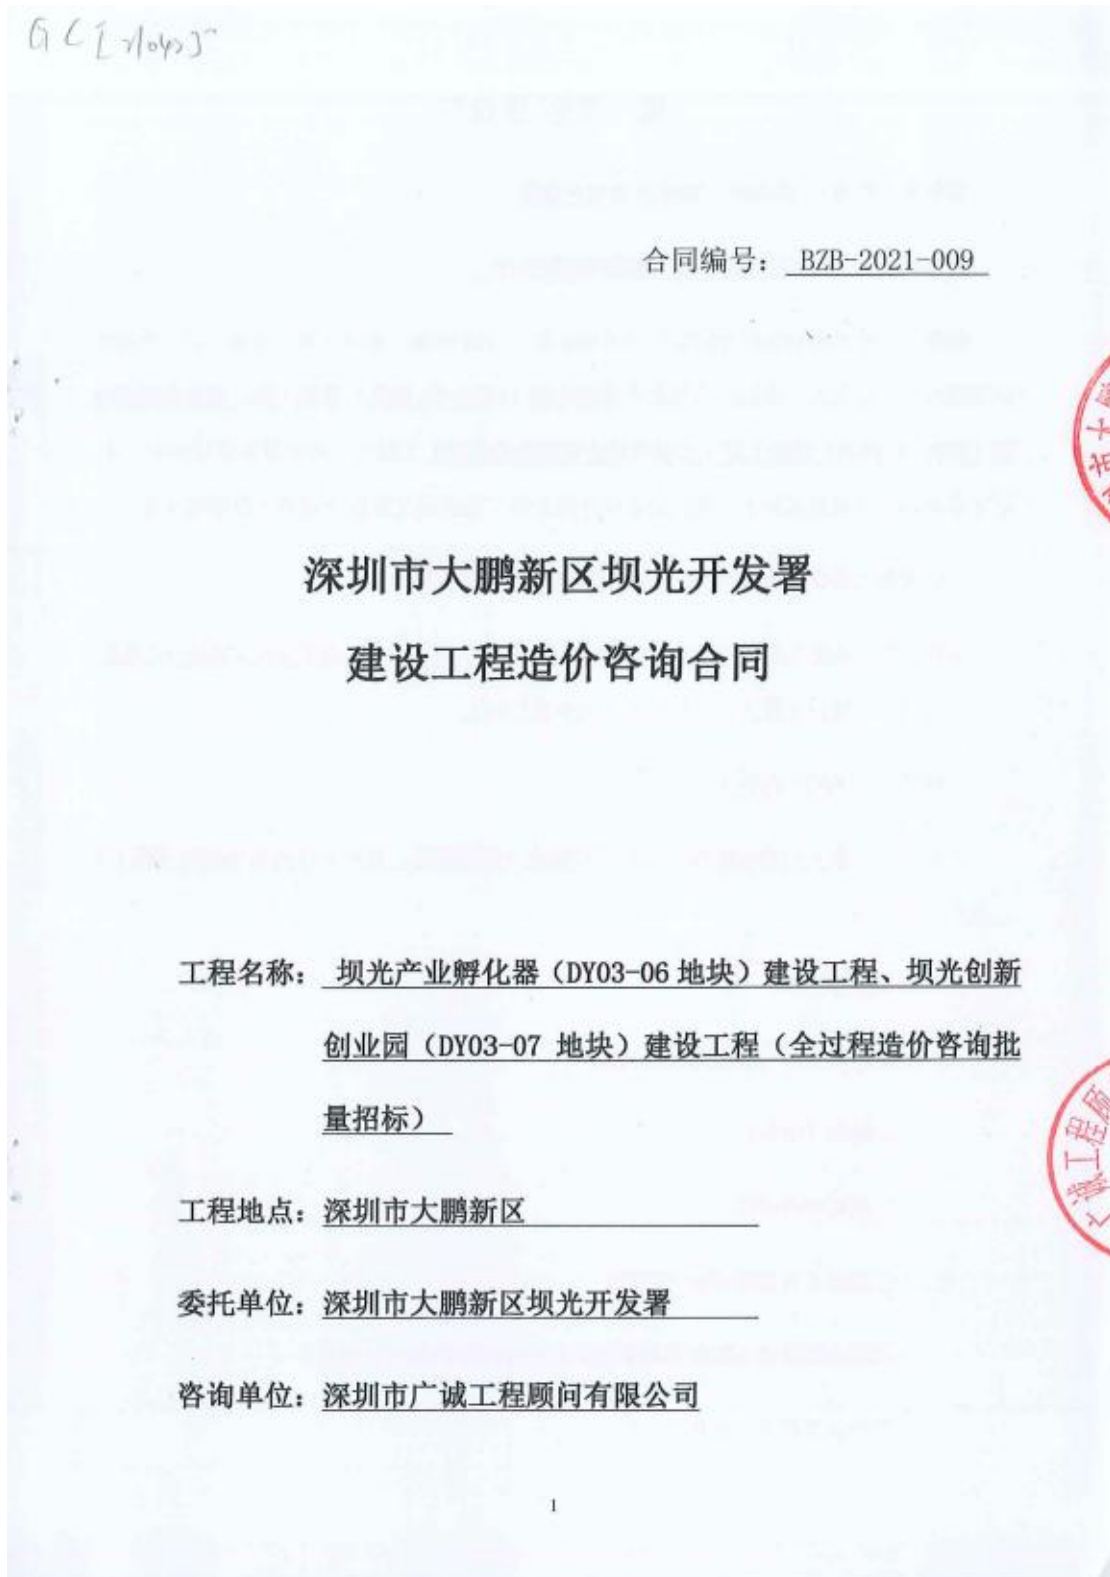 合同编号： BZB-2021-009
深圳市大鹏新区坝光开发署
建设工程造价咨询合同
工程名称： 坝光产业孵化器（DY03-06 地块）建设工程、坝光创新
创业园（DY03-07 地块）建设工程（全过程造价咨询批
量招标）
工程地点：深圳市大鹏新区
委托单位：深圳市大鹏新区坝光开发署
咨询单位：深圳市广诚工程顾问有限公司
广诚工程顾
1